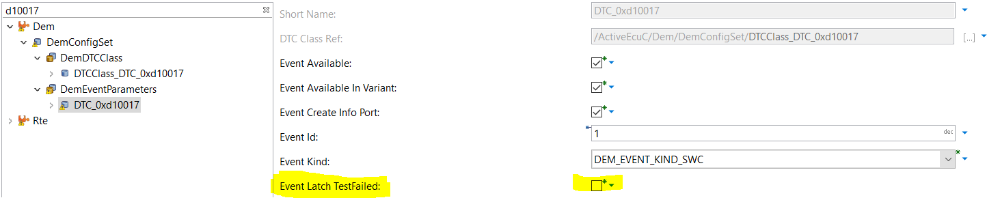 d10017
Dem
DemConfigSet
DemDTCClass
DTCClass_DTC_0xd10017
DemEventParameters
DTC_0xd10017
Rte
Short Name:
DTC_0xd10017
DTC Class Ref:
/ActiveEcuC/Dem/DemConfigSet/DTCClass_DTC_0xd10017
[...]
Event Available:
Event Available In Variant:
Event Create Info Port:
Event Id:
1
dec
Event Kind:
DEM_EVENT_KIND_SWC
Event Latch TestFailed: